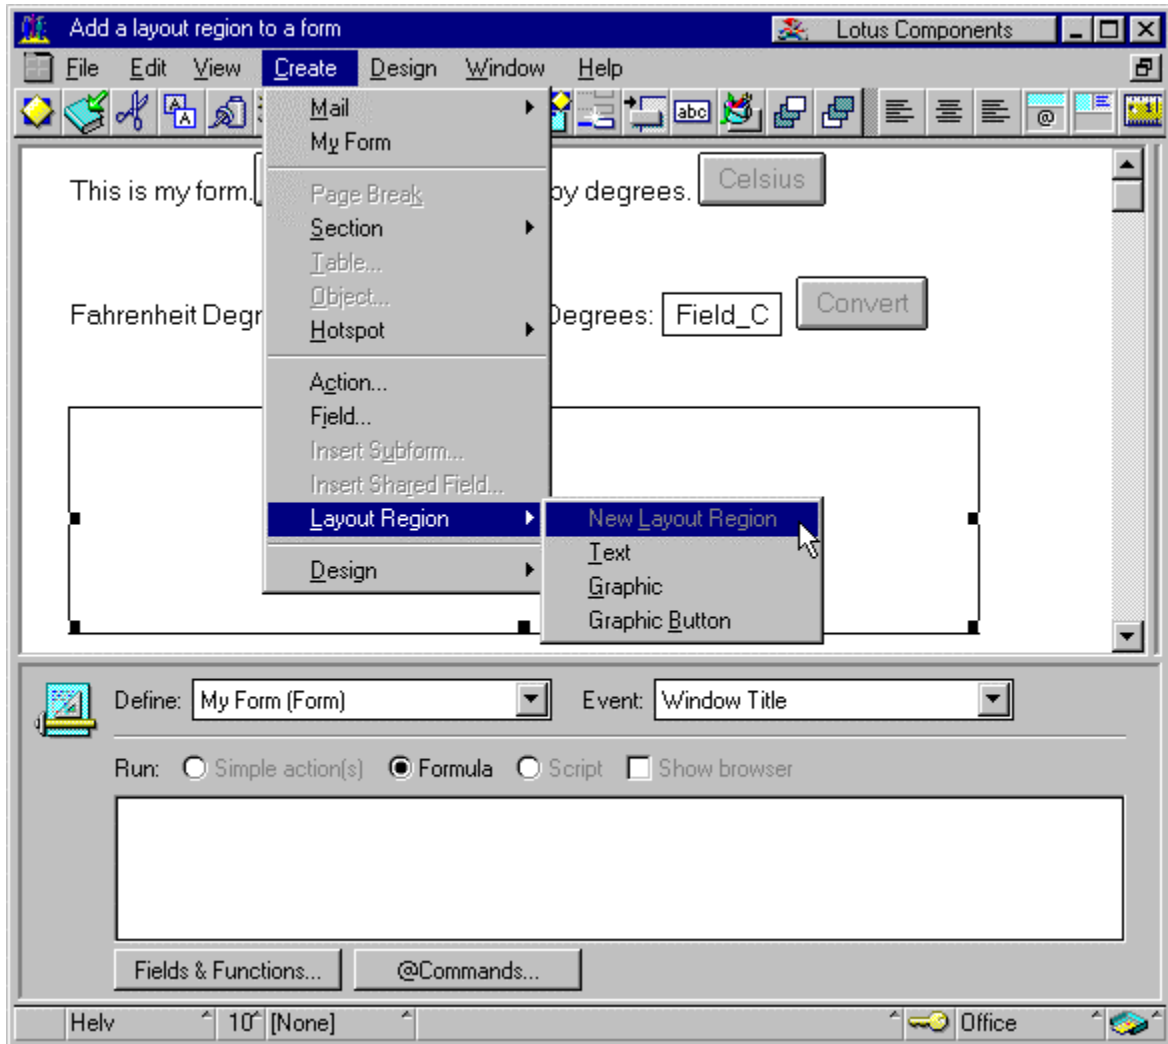 Add a layout region to a form
Lotus Components
File Edit View Create Design Window Help
abc @
Mail
My Form
Page Break
Section
Table...
Object...
Hotspot
Action...
Field...
Insert Subform...
Insert Shared Field...
Layout Region
Design
New Layout Region
Text
Graphic
Graphic Button
This is my form. by degrees. Celsius
Fahrenheit Degr Degrees: Field_C Convert
Define: My Form (Form) Event: Window Title
Run: Simple action(s) Formula Script Show browser
Fields & Functions... @Commands...
Helv 10 [None] Office